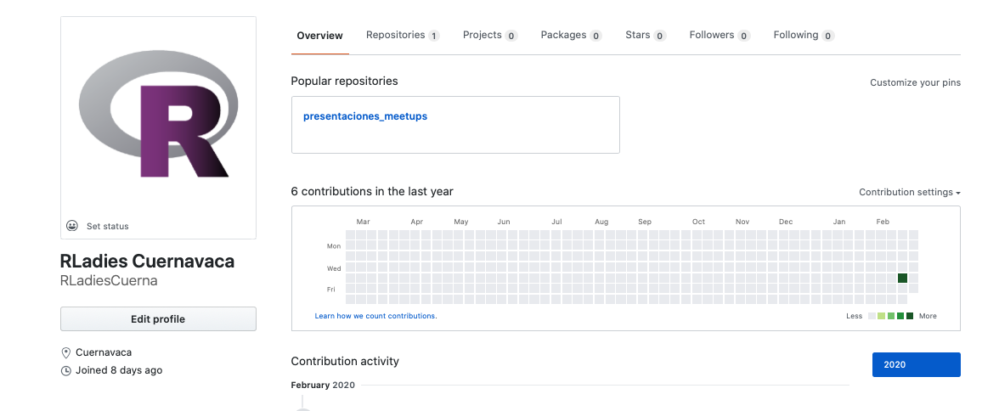 R
Set status
RLadies Cuernavaca
RLadiesCuerna
Edit profile
Cuernavaca
Joined 8 days ago
Overview Repositories 1 Projects 0 Packages 0 Stars 0 Followers 0 Following 0
Popular repositories
Customize your pins
presentaciones_meetups
6 contributions in the last year
Contribution settings
Mar Apr May Jun Jul Aug Sep Oct Nov Dec Jan Feb
Mon
Wed
Fri
Learn how we count contributions.
Less More
Contribution activity
2020
February 2020